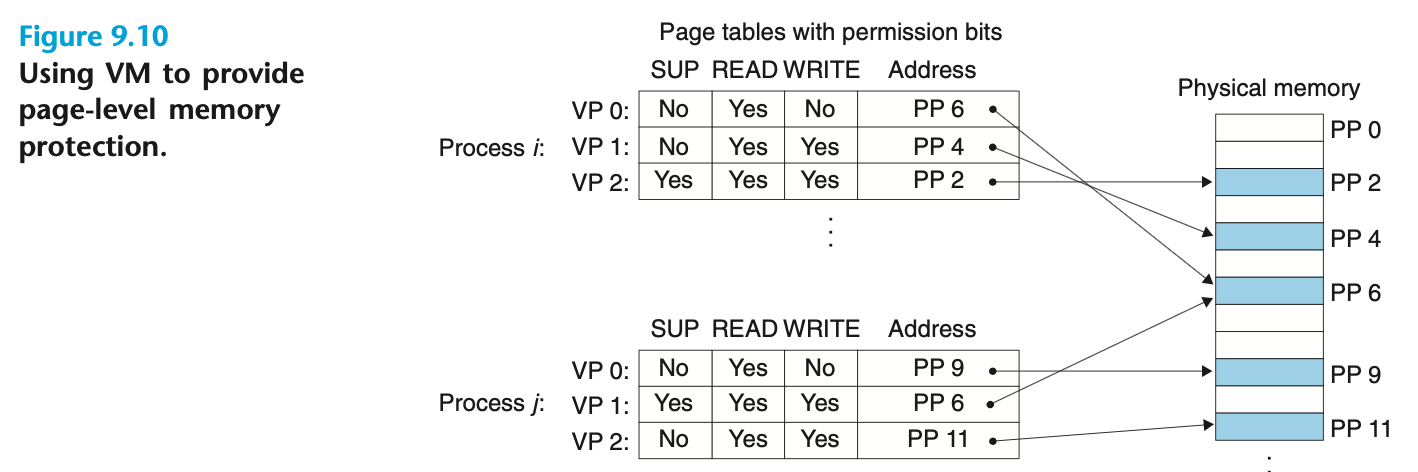 Figure 9.10
Using VM to provide
page-level memory
protection.
Page tables with permission bits
SUP READ WRITE Address
VP 0: No Yes No PP 6
Process i: VP 1: No Yes Yes PP 4
VP 2: Yes Yes Yes PP 2
Physical memory
PP 0
PP 2
PP 4
PP 6
PP 9
PP 11
SUP READ WRITE Address
VP 0: No Yes No PP 9
Process j: VP 1: Yes Yes Yes PP 6
VP 2: No Yes Yes PP 11